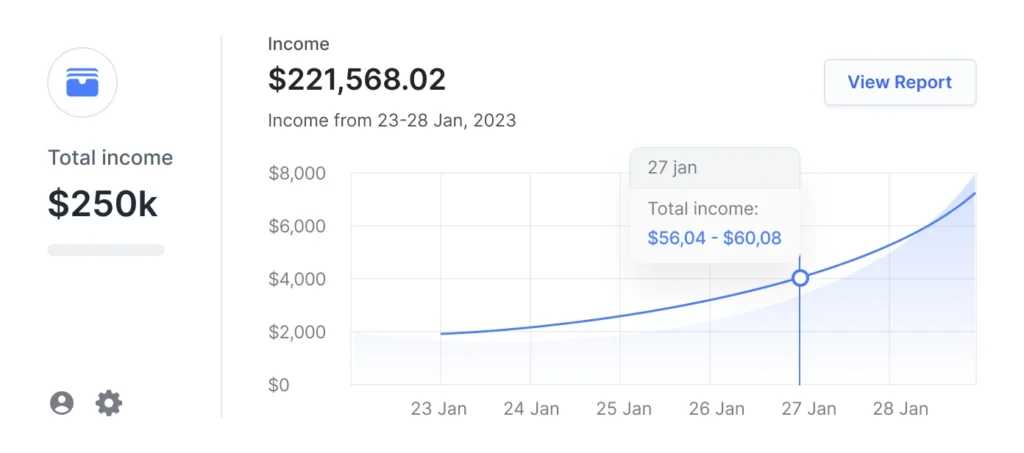 Total income
$250k
Income
$221,568.02
Income from 23-28 Jan, 2023
View Report
27 jan
Total income:
$56,04 - $60,08
$8,000
$6,000
$4,000
$2,000
$0
23 Jan 24 Jan 25 Jan 26 Jan 27 Jan 28 Jan